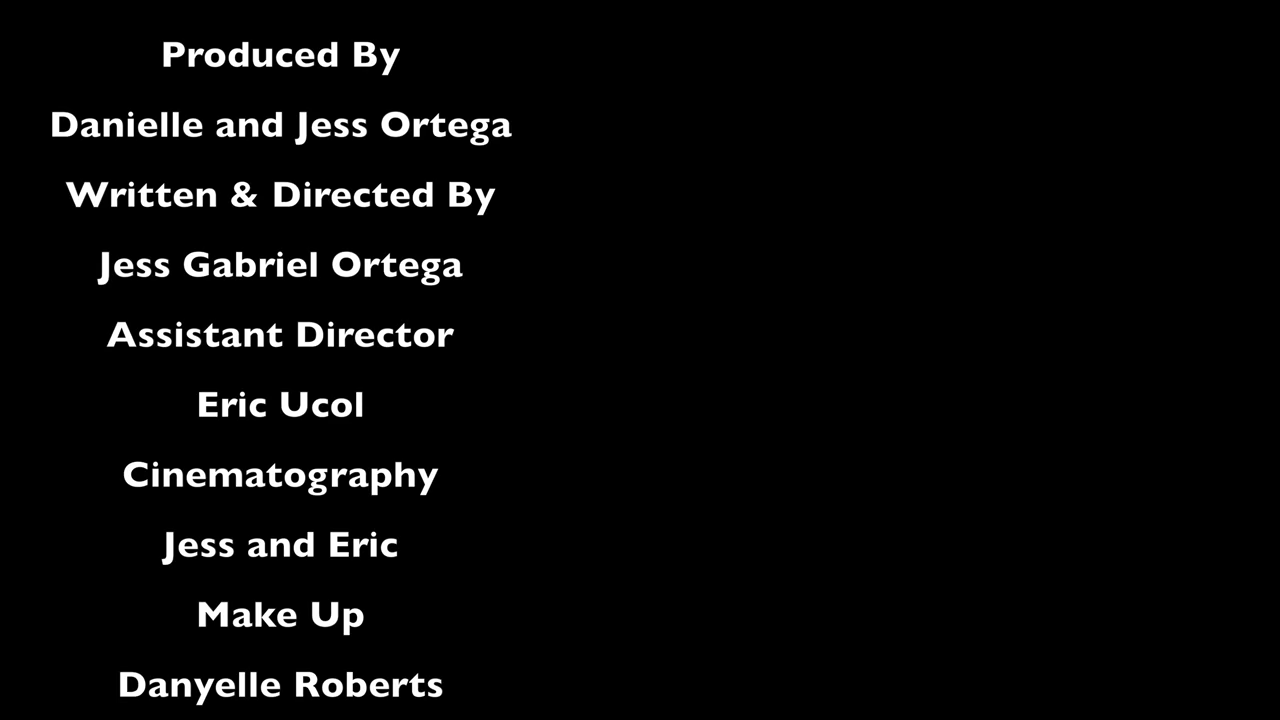 Produced By
Danielle and Jess Ortega
Written & Directed By
Jess Gabriel Ortega
Assistant Director
Eric Ucol
Cinematography
Jess and Eric
Make Up
Danyelle Roberts